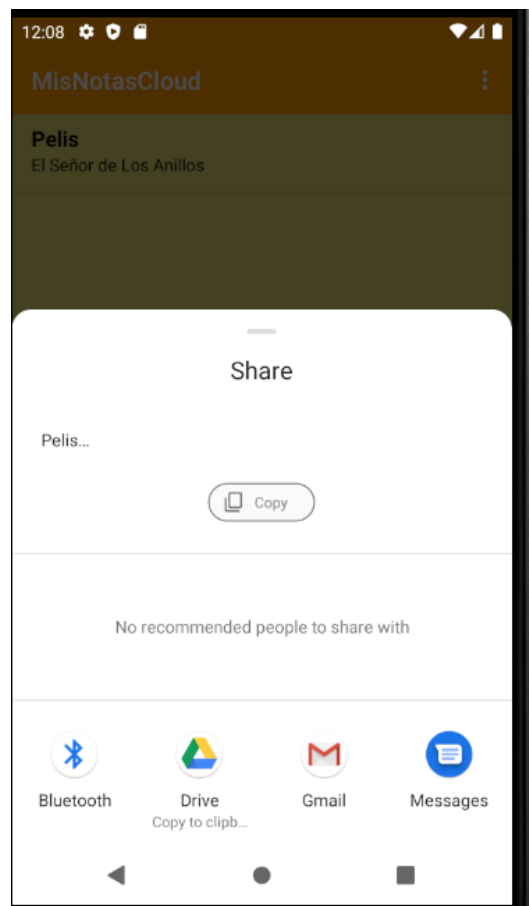 12:08
MisNotasCloud
Pelis
El Señor de Los Anillos
Share
Pelis...
Copy
No recommended people to share with
Bluetooth Drive Gmail Messages
Copy to clipb...